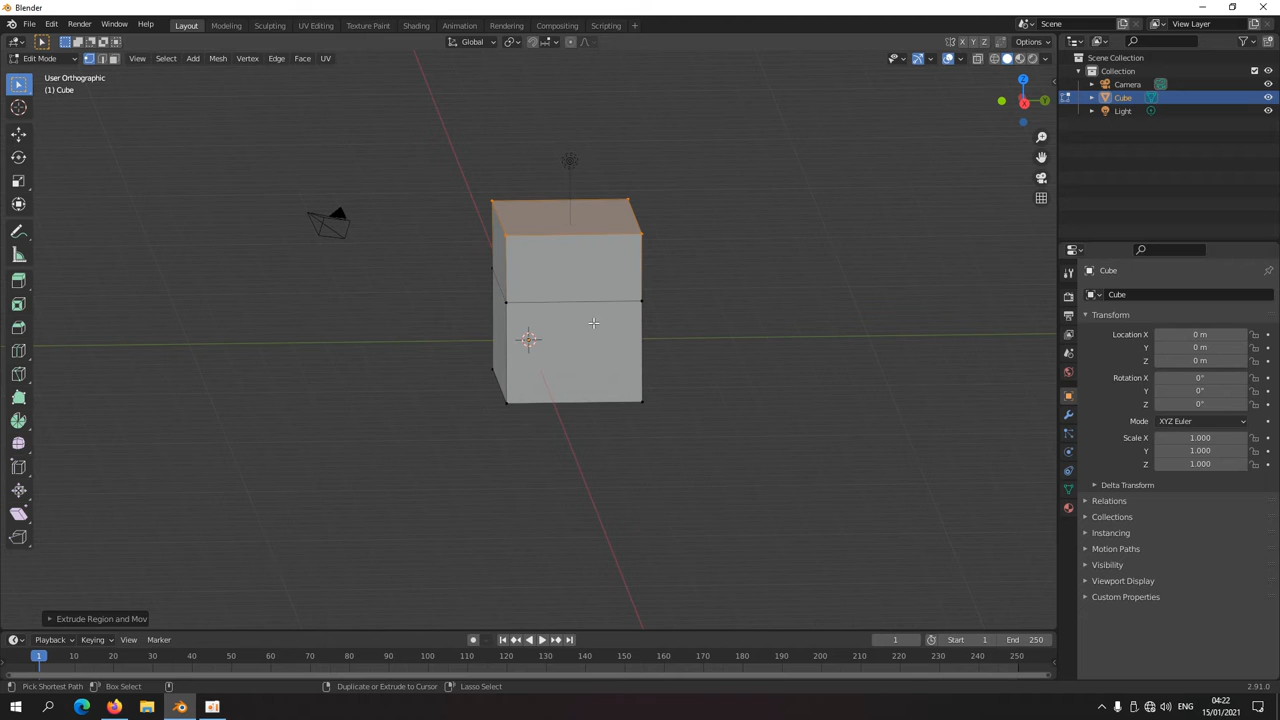 Blender
File Edit Render Window Help Layout Modeling Sculpting UV Editing Texture Paint Shading Animation Rendering Compositing Scripting + Scene View Layer
Global X Y Z Options
Edit Mode View Select Add Mesh Vertex Edge Face UV
User Orthographic
(1) Cube
Scene Collection
Collection
Camera
Cube
Light
Z
X
Y
Cube
Cube
Transform
Location X 0 m
Y 0 m
Z 0 m
Rotation X 0°
Y 0°
Z 0°
Mode XYZ Euler
Scale X 1.000
Y 1.000
Z 1.000
Delta Transform
Relations
Collections
Instancing
Motion Paths
Viewport Display
Custom Properties
Extrude Region and Mov
Playback Keying View Marker 1 Start 1 End 250
1 10 20 30 40 50 60 70 80 90 100 110 120 130 140 150 160 170 180 190 200 210 220 230 240 250
Pick Shortest Path Box Select Duplicate or Extrude to Cursor Lasso Select 2.91.0
ENG 04:22
15/01/2021